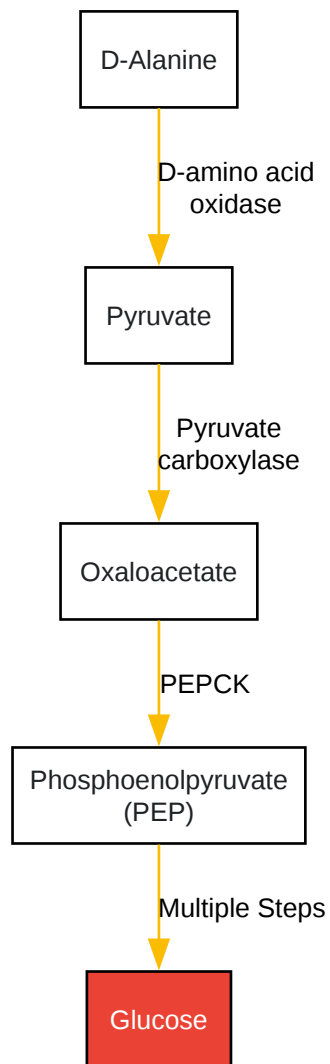 D-Alanine
D-amino acid
oxidase
Pyruvate
Pyruvate
carboxylase
Oxaloacetate
PEPCK
Phosphoenolpyruvate
(PEP)
Multiple Steps
Glucose